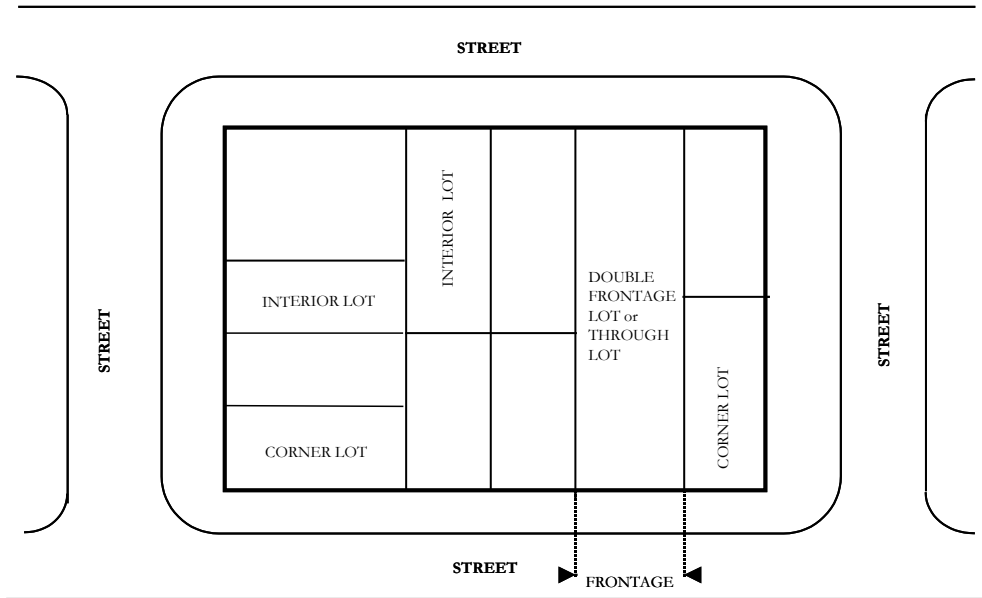 STREET
INTERIOR LOT
DOUBLE
FRONTAGE
LOT or
THROUGH
LOT
INTERIOR LOT
STREET
STREET
CORNER LOT
CORNER LOT
STREET
FRONTAGE